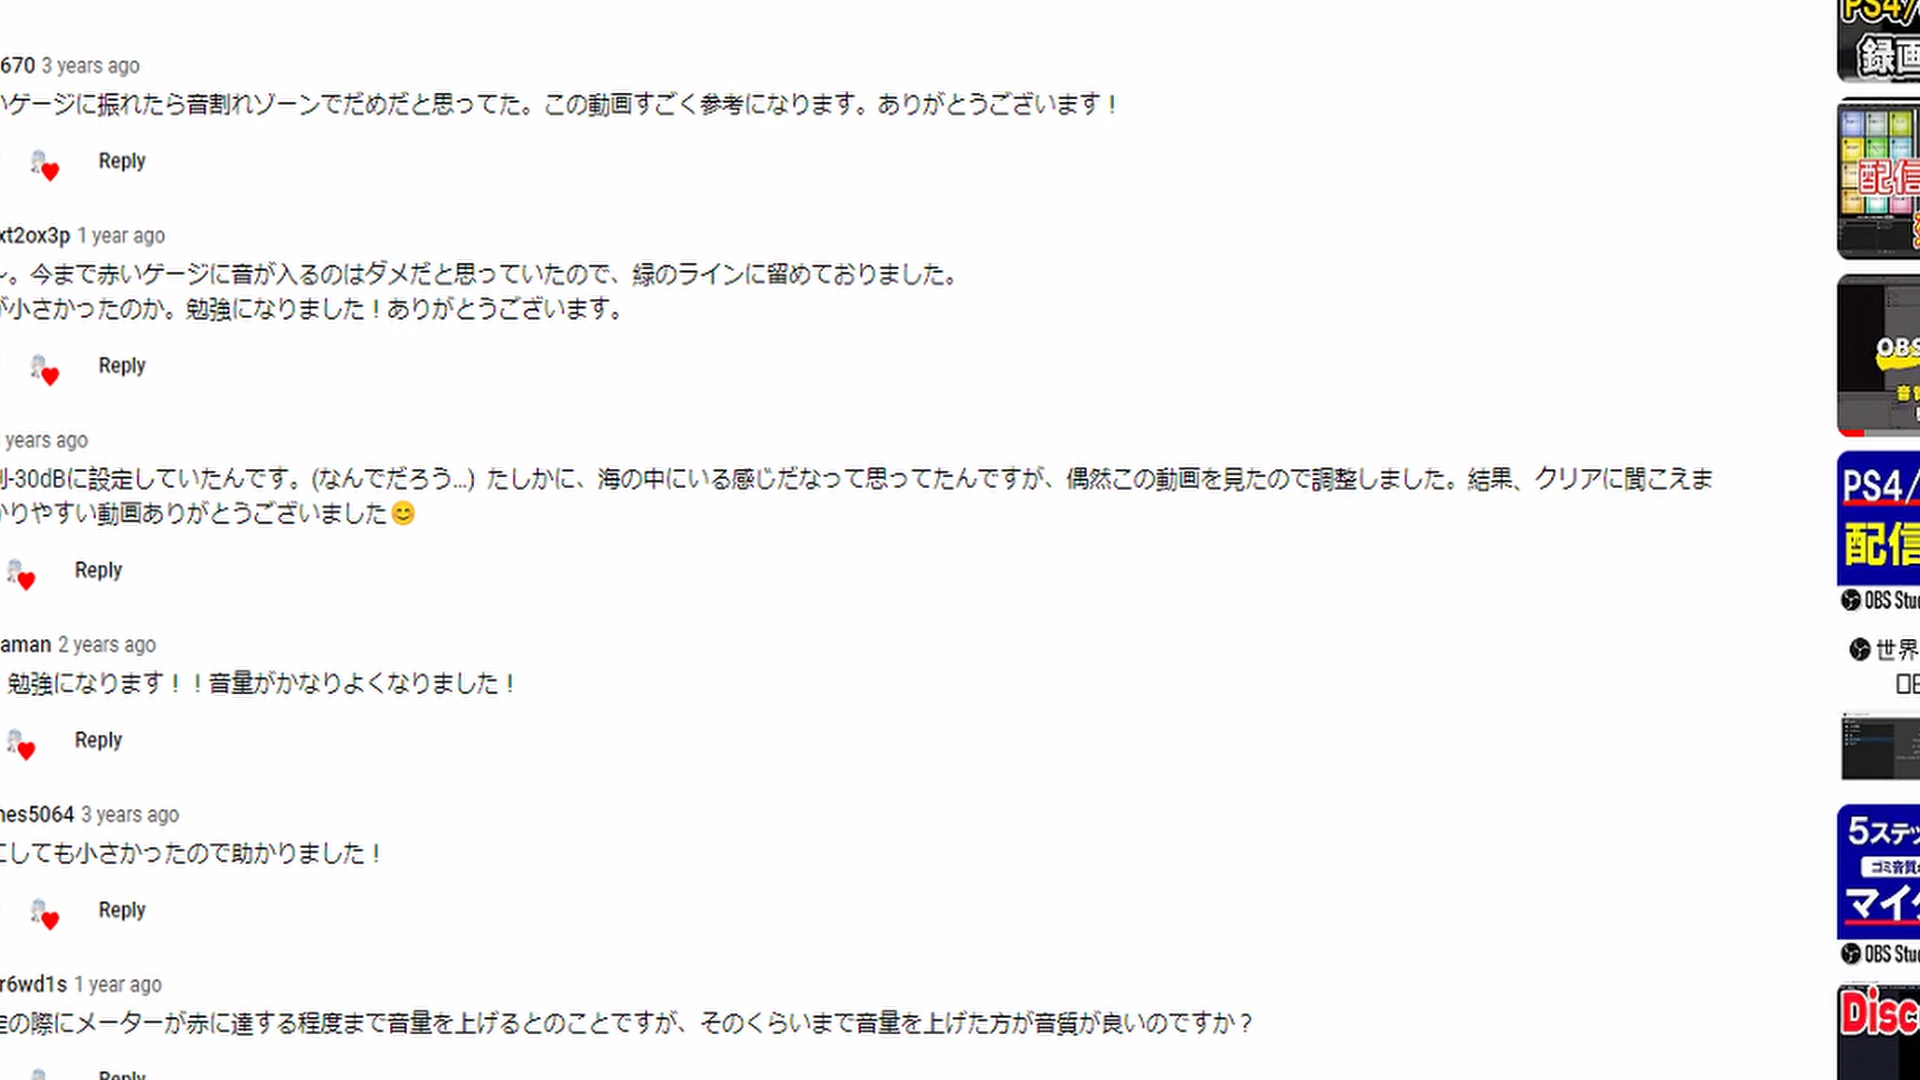 670 3 years ago
いゲージに振れたら音割れゾーンでだめだと思ってた。この動画すごく参考になります。ありがとうございます！
Reply
xt2ox3p 1 year ago
〜。今まで赤いゲージに音が入るのはダメだと思っていたので、緑のラインに留めておりました。
が小さかったのか。勉強になりました！ありがとうございます。
Reply
years ago
-30dBに設定していたんです。(なんでだろう...) たしかに、海の中にいる感じだなって思ってたんですが、偶然この動画を見たので調整しました。結果、クリアに聞こえま
かりやすい動画ありがとうございました😊
Reply
aman 2 years ago
勉強になります！！音量がかなりよくなりました！
Reply
nes5064 3 years ago
にしても小さかったので助かりました！
Reply
r6wd1s 1 year ago
の際にメーターが赤に達する程度まで音量を上げるとのことですが、そのくらいまで音量を上げた方が音質が良いのですか？
Reply
PS4/
録画
配信
OBS
音質
PS4/
配信
OBS Stu
世界
5ステッ
ゴミ音質
マイク
OBS Stu
Disc